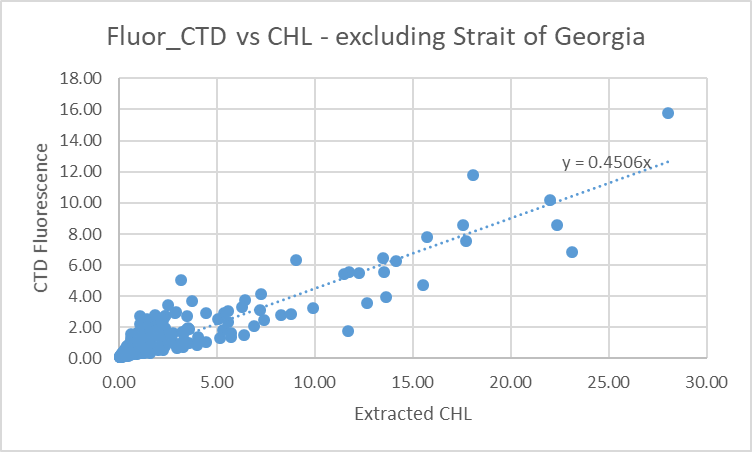 Fluor_CTD vs CHL - excluding Strait of Georgia
18.00
16.00
14.00
12.00
10.00
8.00
6.00
4.00
2.00
0.00
CTD Fluorescence
y = 0.4506x
0.00 5.00 10.00 15.00 20.00 25.00 30.00
Extracted CHL